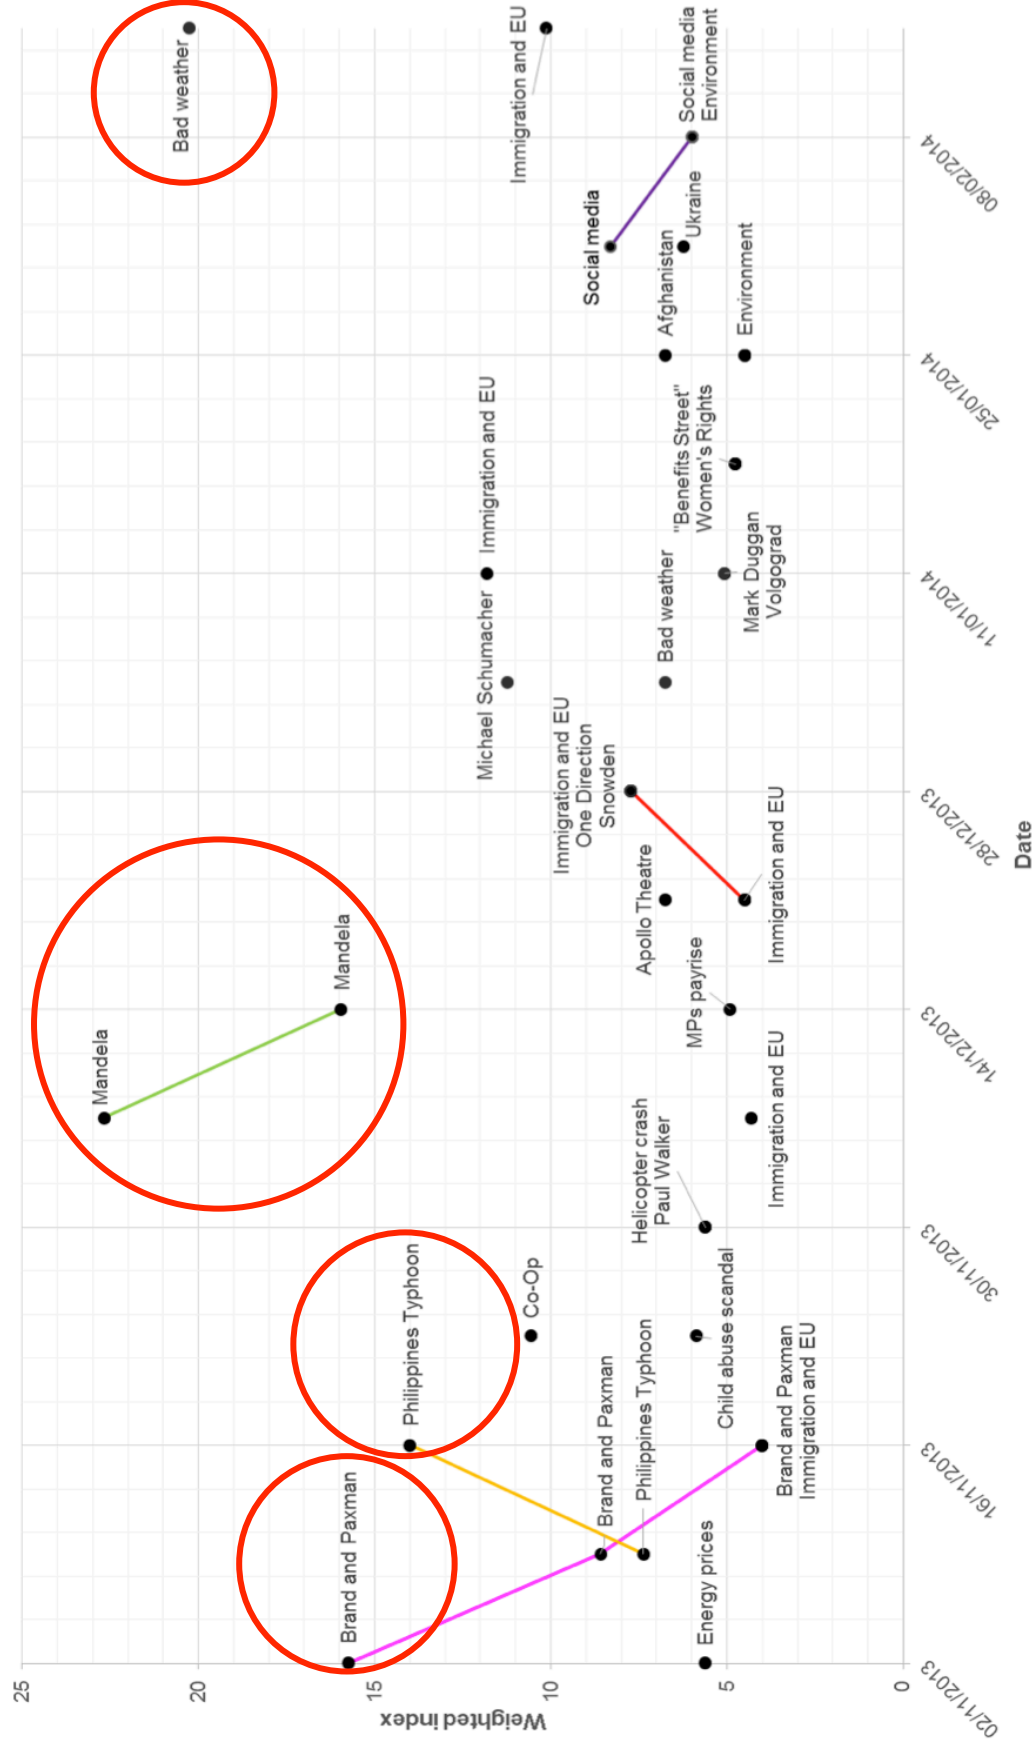 25
20
15
10
5
0
Weighted index
Brand and Paxman
Energy prices
Brand and Paxman
Philippines Typhoon
Philippines Typhoon
Brand and Paxman
Immigration and EU
Co-Op
Child abuse scandal
Helicopter crash
Paul Walker
Mandela
Immigration and EU
Mandela
MPs payrise
Apollo Theatre
Immigration and EU
Immigration and EU
One Direction
Snowden
Michael Schumacher
Bad weather
Immigration and EU
Mark Duggan
Volgograd
"Benefits Street"
Women's Rights
Afghanistan
Environment
Social media
Ukraine
Social media
Environment
Bad weather
Immigration and EU
02/11/2013
16/11/2013
30/11/2013
14/12/2013
28/12/2013
11/01/2014
25/01/2014
08/02/2014
Date